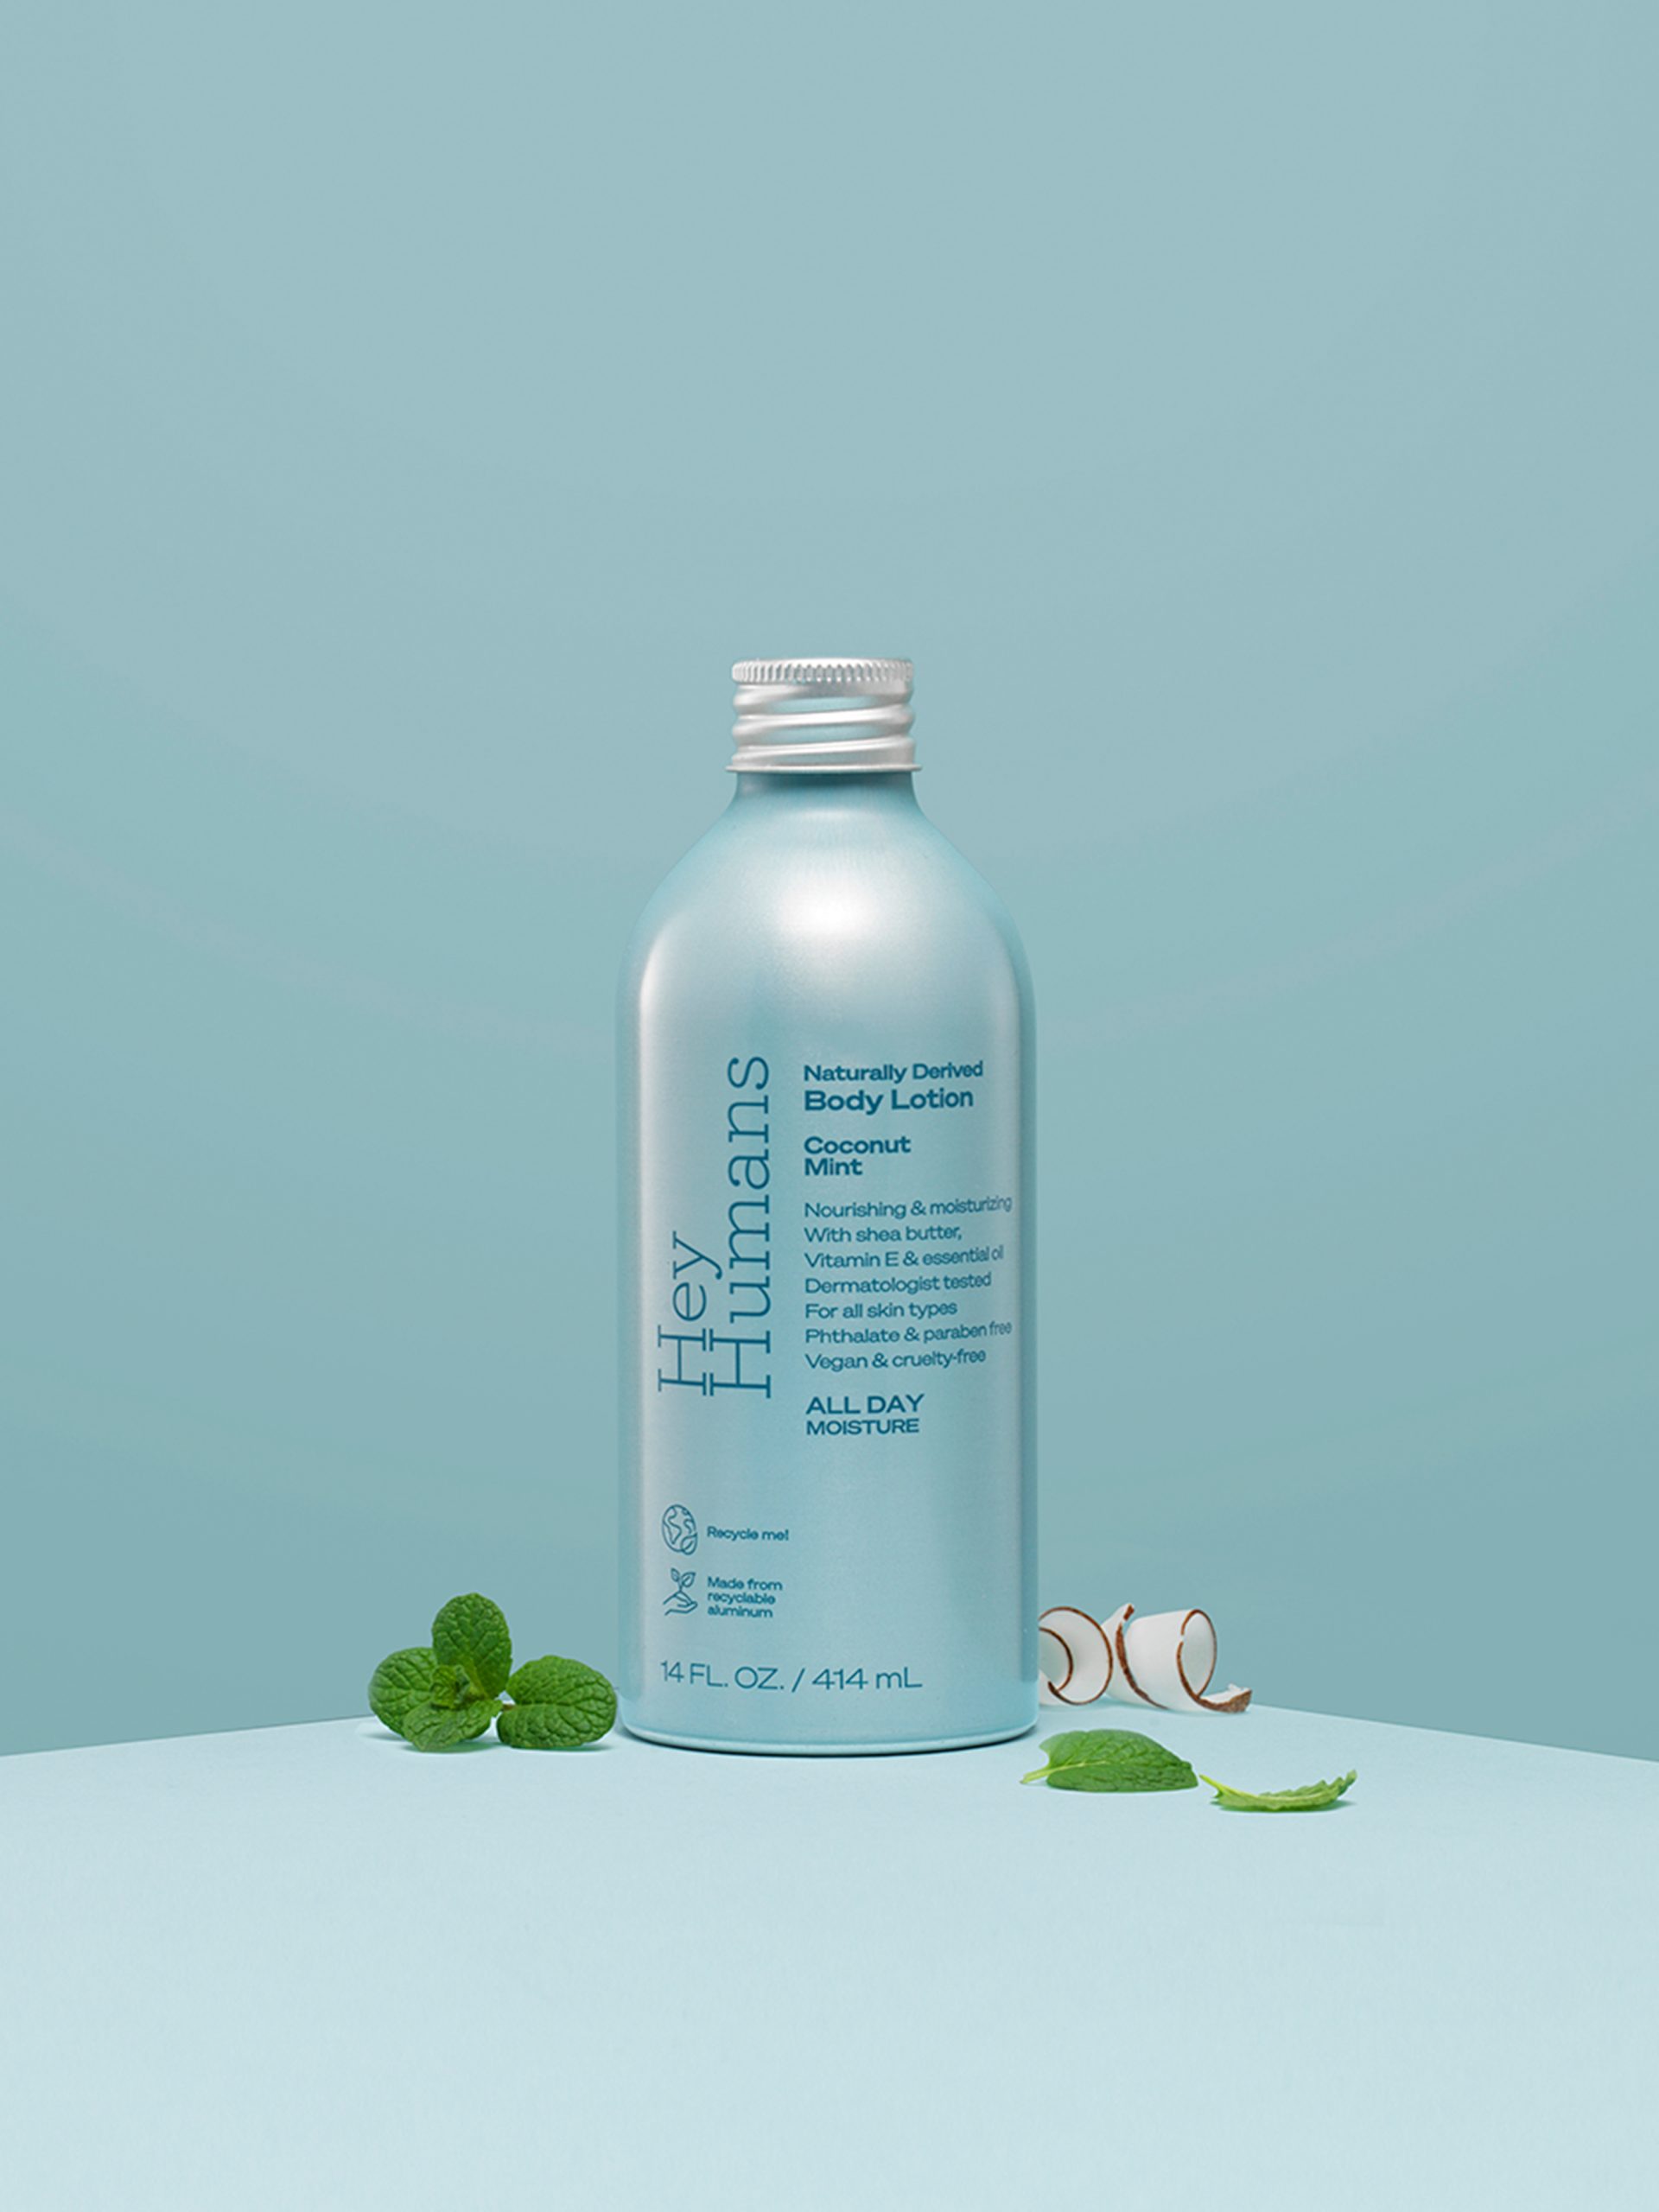 Hey
Humans
Naturally Derived
Body Lotion
Coconut
Mint
Nourishing & moisturizing
With shea butter,
Vitamin E & essential oil
Dermatologist tested
For all skin types
Phthalate & paraben free
Vegan & cruelty-free
ALL DAY
MOISTURE
Recycle me!
Made from
recyclable
aluminum
14 FL. OZ. / 414 mL